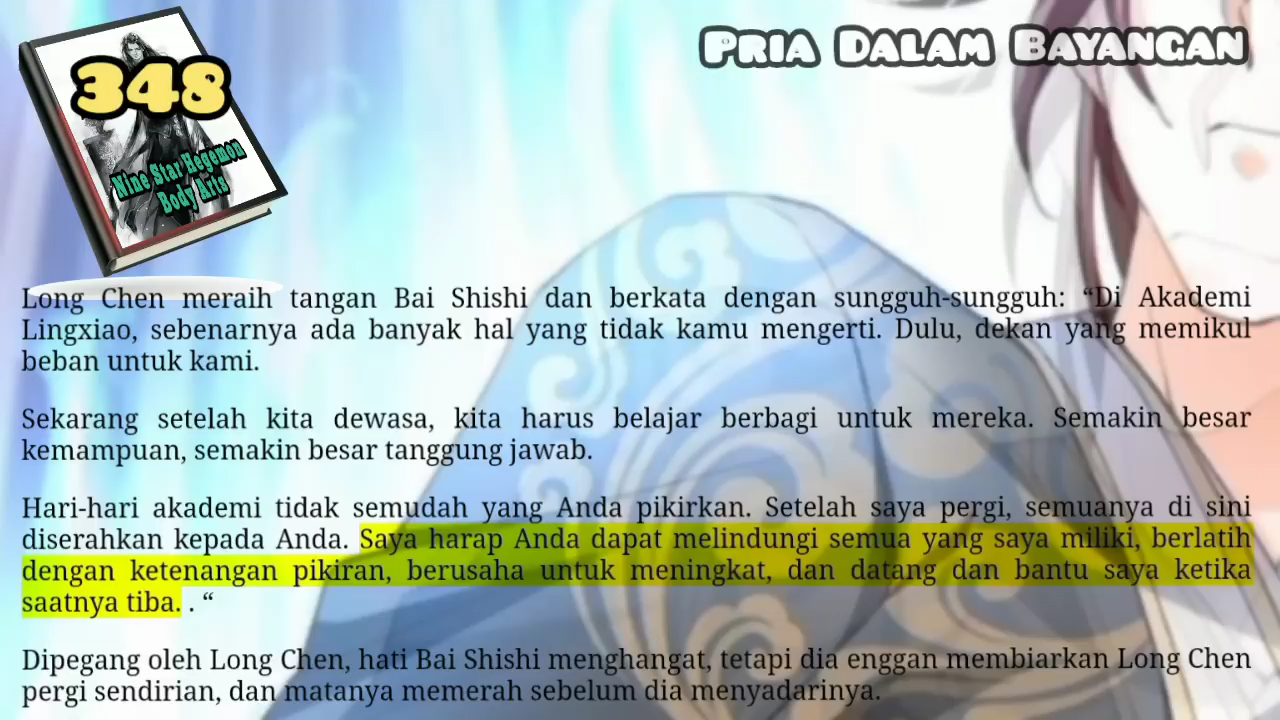 348
Nine Star Hegemon
Body Arts
Pria Dalam Bayangan
Long Chen meraih tangan Bai Shishi dan berkata dengan sungguh-sungguh: “Di Akademi
Lingxiao, sebenarnya ada banyak hal yang tidak kamu mengerti. Dulu, dekan yang memikul
beban untuk kami.
Sekarang setelah kita dewasa, kita harus belajar berbagi untuk mereka. Semakin besar
kemampuan, semakin besar tanggung jawab.
Hari-hari akademi tidak semudah yang Anda pikirkan. Setelah saya pergi, semuanya di sini
diserahkan kepada Anda. Saya harap Anda dapat melindungi semua yang saya miliki, berlatih
dengan ketenangan pikiran, berusaha untuk meningkat, dan datang dan bantu saya ketika
saatnya tiba. . “
Dipegang oleh Long Chen, hati Bai Shishi menghangat, tetapi dia enggan membiarkan Long Chen
pergi sendirian, dan matanya memerah sebelum dia menyadarinya.